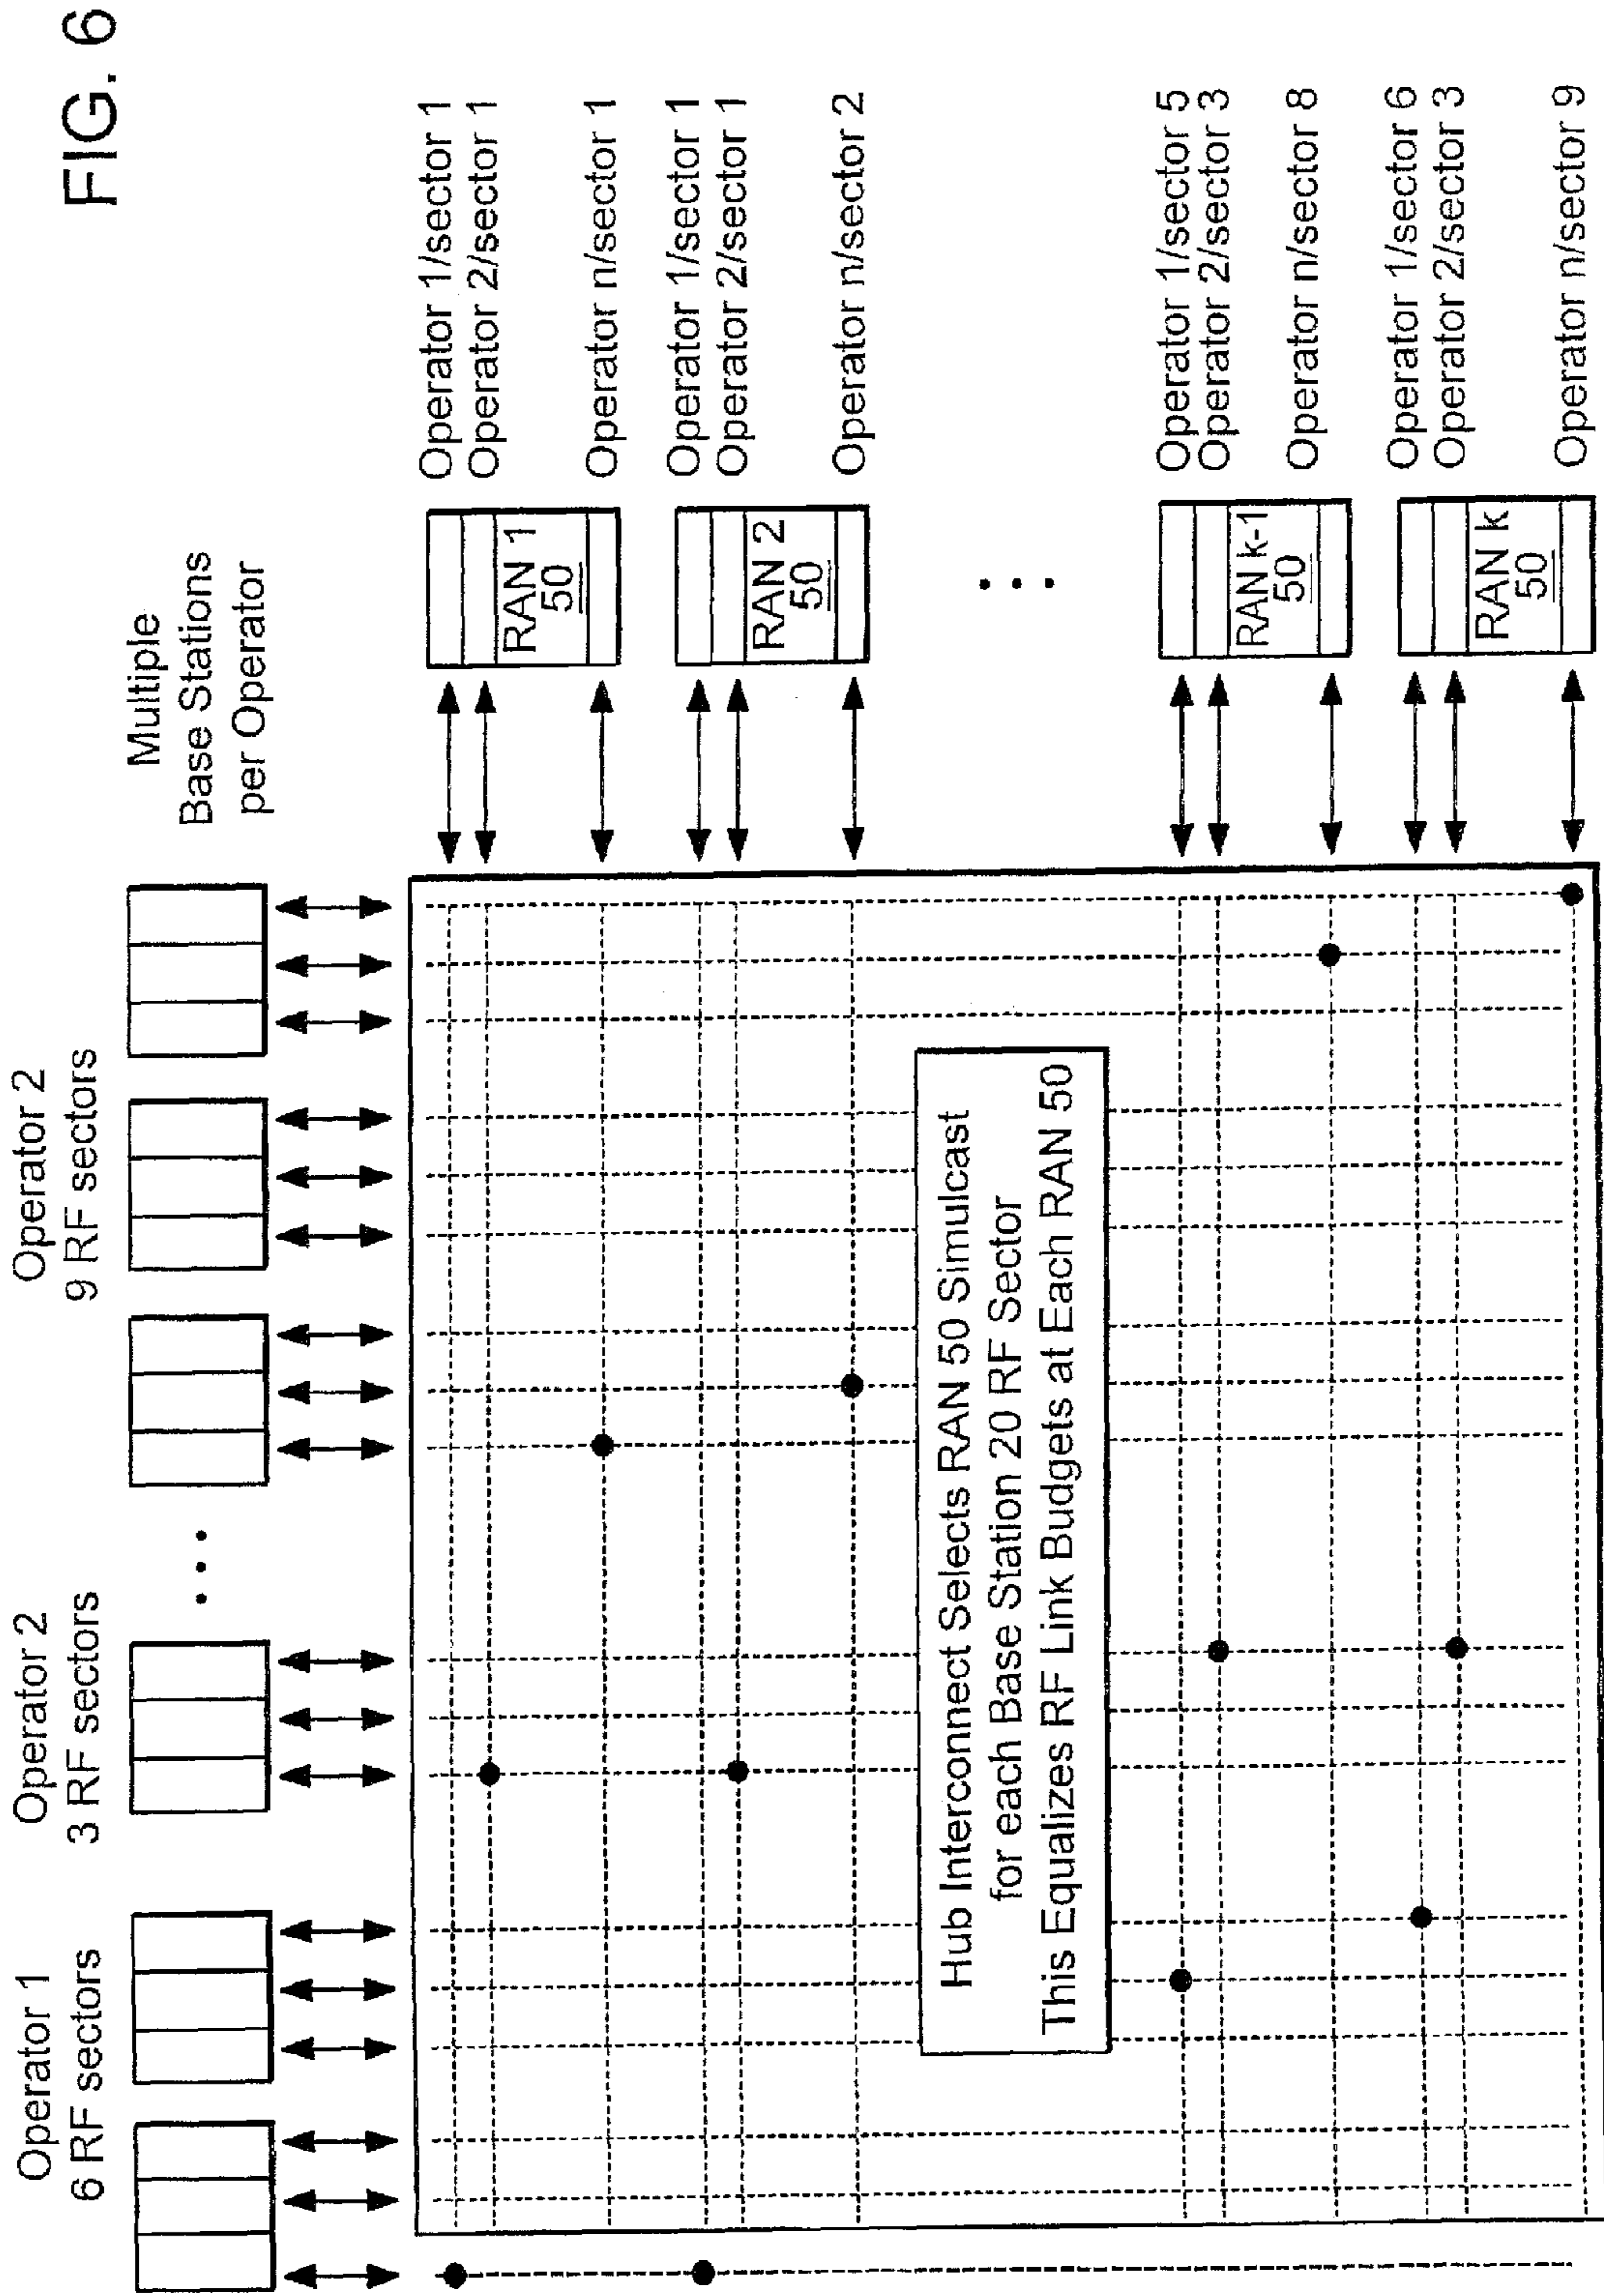 FIG. 6
Multiple
Base Stations
per Operator
Operator 1
6 RF sectors
Operator 2
3 RF sectors
...
Operator 2
9 RF sectors
Operator 1/sector 1
Operator 2/sector 1
RAN 1
50
Operator n/sector 1
Operator 1/sector 1
Operator 2/sector 1
RAN 2
50
Operator n/sector 2
...
Hub Interconnect Selects RAN 50 Simulcast
for each Base Station 20 RF Sector
This Equalizes RF Link Budgets at Each RAN 50
Operator 1/sector 5
Operator 2/sector 3
RAN k-1
50
Operator n/sector 8
Operator 1/sector 6
Operator 2/sector 3
RAN k
50
Operator n/sector 9